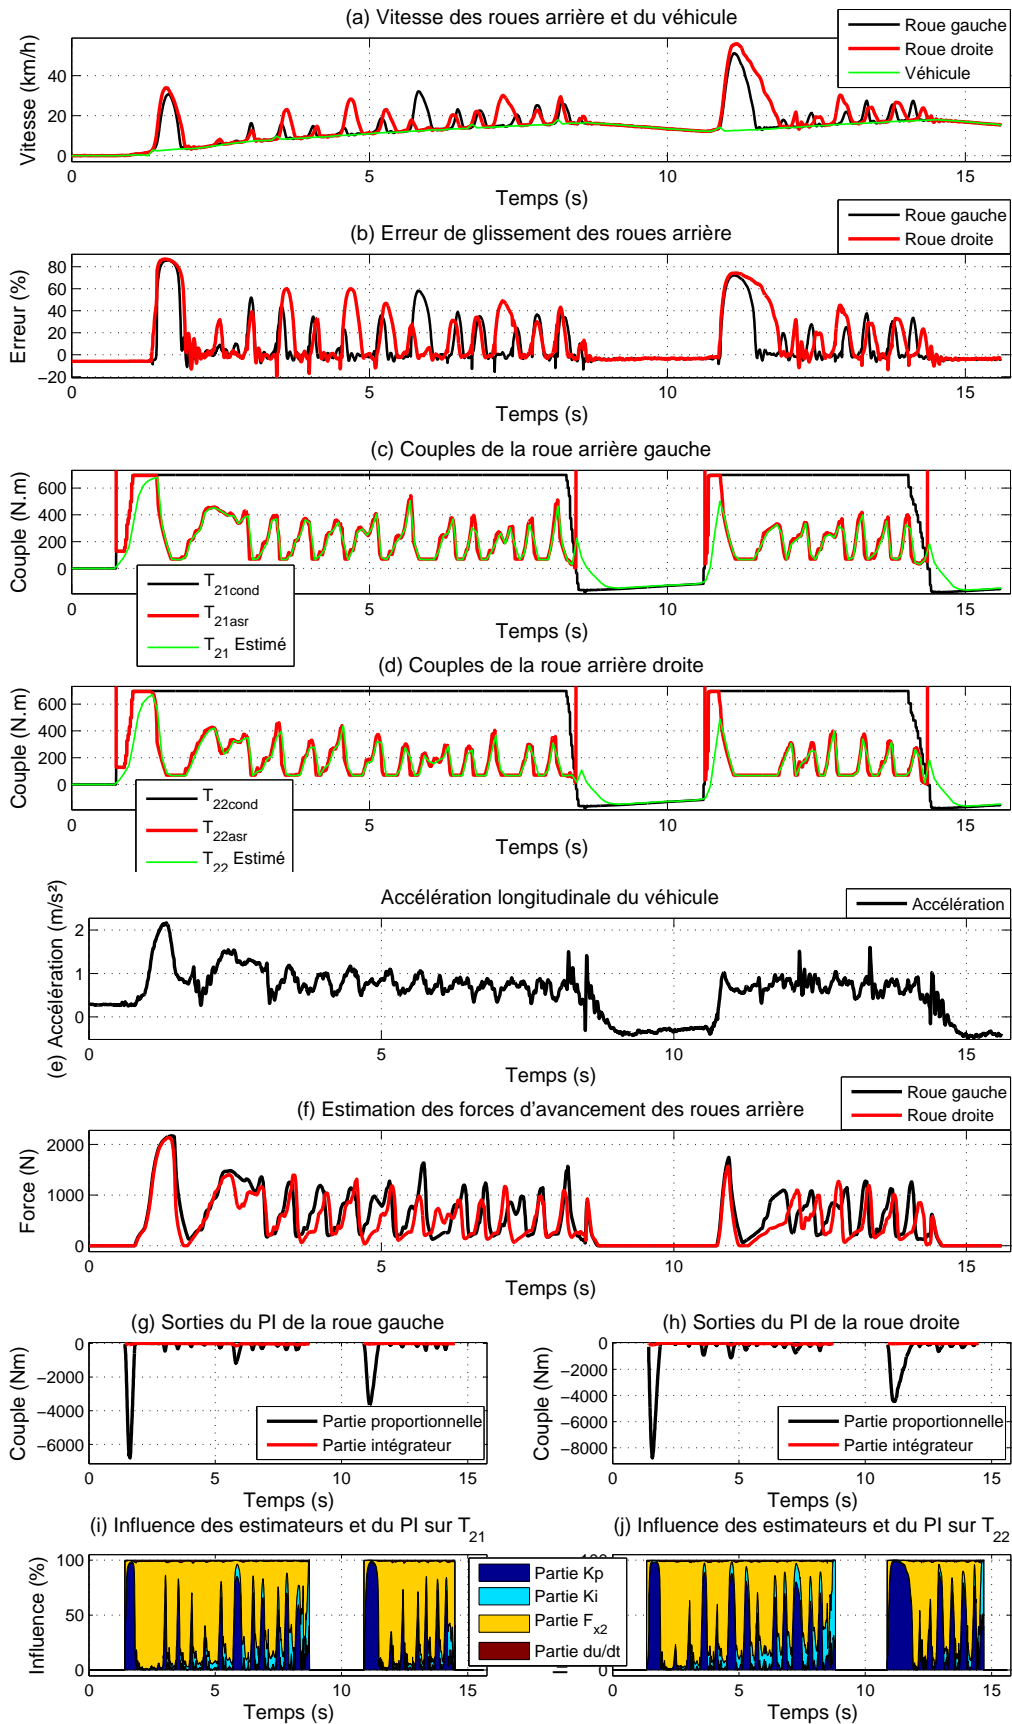 (a) Vitesse des roues arrière et du véhicule
Vitesse (km/h)
40
20
0
0 5 10 15
Temps (s)
Roue gauche
Roue droite
Véhicule
(b) Erreur de glissement des roues arrière
Erreur (%)
80
60
40
20
0
−20
0 5 10 15
Temps (s)
Roue gauche
Roue droite
(c) Couples de la roue arrière gauche
Couple (N.m)
600
400
200
0
0 5 10 15
Temps (s)
T21cond
T21asr
T21 Estimé
(d) Couples de la roue arrière droite
Couple (N.m)
600
400
200
0
0 5 10 15
Temps (s)
T22cond
T22asr
T22 Estimé
Accélération longitudinale du véhicule
(e) Accélération (m/s²)
2
1
0
0 5 10 15
Temps (s)
Accélération
(f) Estimation des forces d'avancement des roues arrière
Force (N)
2000
1000
0
0 5 10 15
Temps (s)
Roue gauche
Roue droite
(g) Sorties du PI de la roue gauche
Couple (Nm)
0
−2000
−4000
−6000
0 5 10 15
Temps (s)
Partie proportionnelle
Partie intégrateur
(h) Sorties du PI de la roue droite
Couple (Nm)
0
−2000
−4000
−6000
−8000
0 5 10 15
Temps (s)
Partie proportionnelle
Partie intégrateur
(i) Influence des estimateurs et du PI sur T21
Influence (%)
100
50
0
0 5 10 15
Temps (s)
Partie Kp
Partie Ki
Partie Fx2
Partie du/dt
(j) Influence des estimateurs et du PI sur T22
0
0 5 10 15
Temps (s)